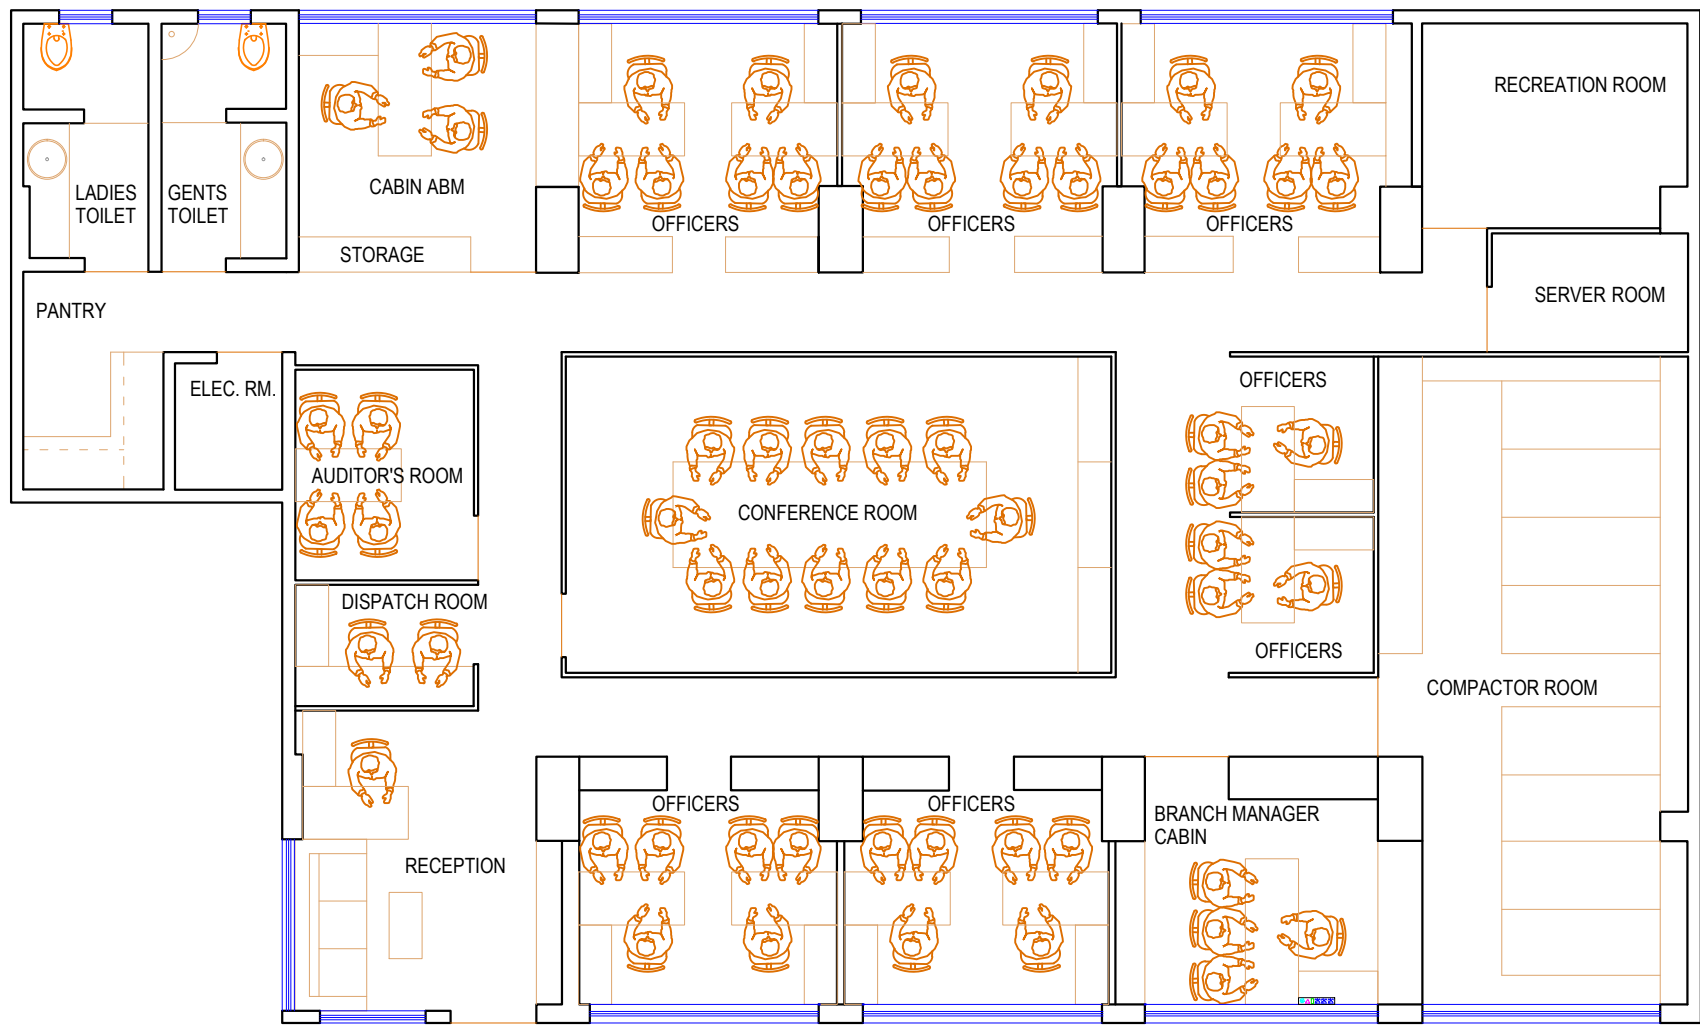 RECREATION ROOM
LADIES
TOILET
GENTS
TOILET
CABIN ABM
OFFICERS
OFFICERS
OFFICERS
STORAGE
PANTRY
SERVER ROOM
ELEC. RM.
OFFICERS
AUDITOR'S ROOM
CONFERENCE ROOM
DISPATCH ROOM
OFFICERS
COMPACTOR ROOM
OFFICERS
OFFICERS
BRANCH MANAGER
CABIN
RECEPTION